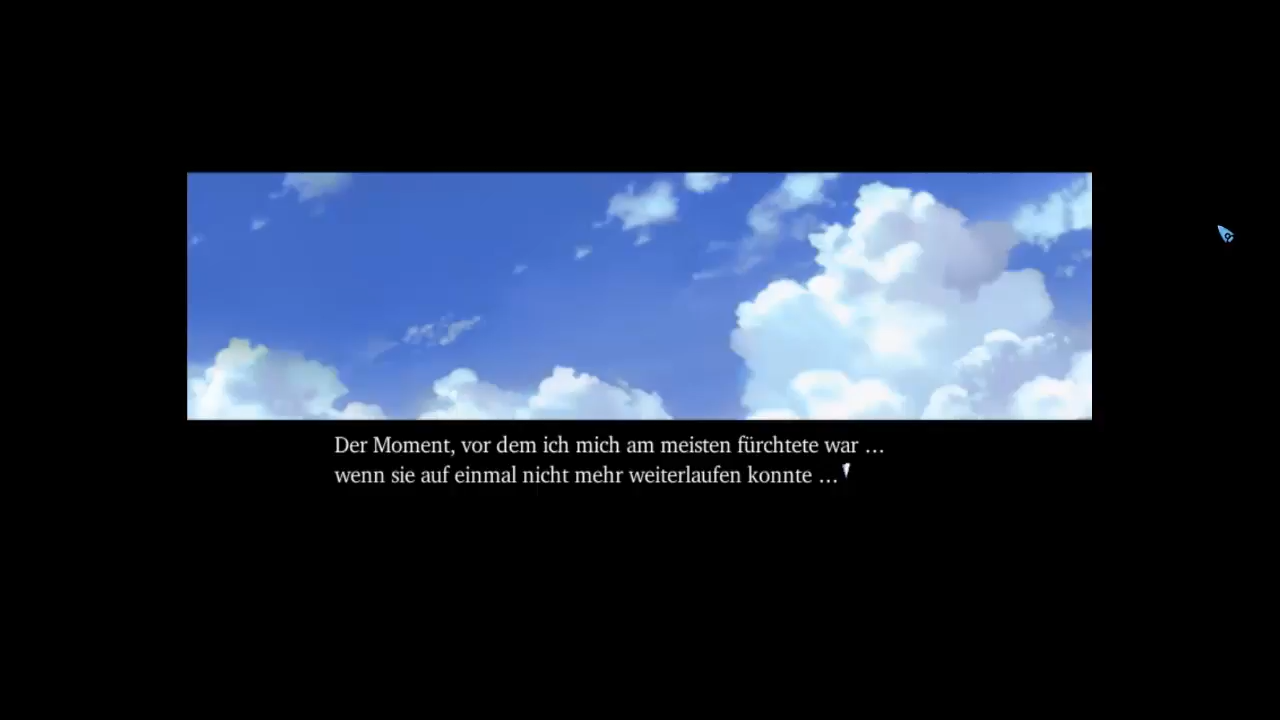 Der Moment, vor dem ich mich am meisten fürchtete war …
wenn sie auf einmal nicht mehr weiterlaufen konnte …